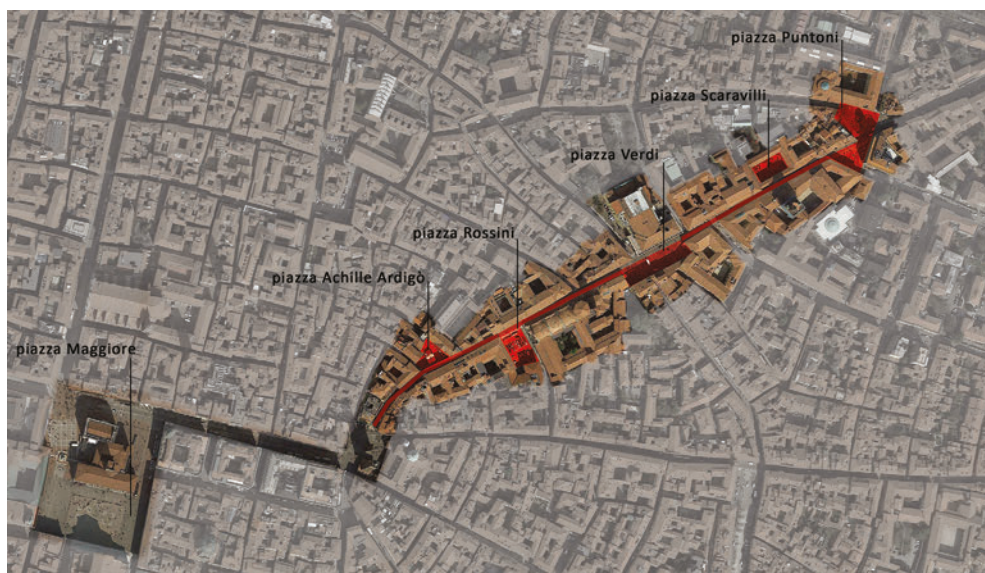 piazza Puntoni
piazza Scaravilli
piazza Verdi
piazza Rossini
piazza Achille Ardigò
piazza Maggiore